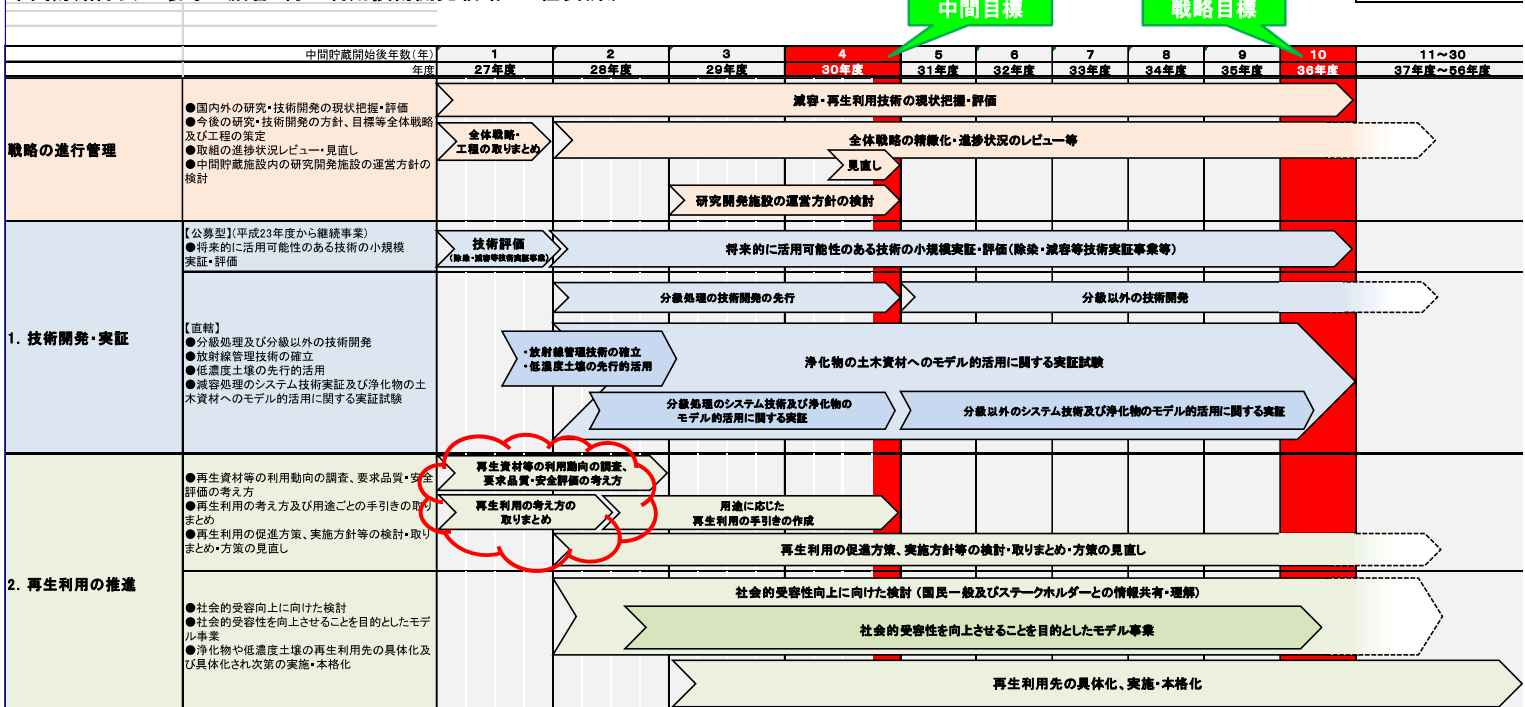 中間目標
戦略目標
中間貯蔵開始後年数(年)
1
2
3
4
5
6
7
8
9
10
11~30
年度
27年度
28年度
29年度
30年度
31年度
32年度
33年度
34年度
35年度
36年度
37年度~56年度
戦略の進行管理
●国内外の研究・技術開発の現状把握・評価
●今後の研究・技術開発の方針、目標等全体戦略
及び工程の策定
●取組の進捗状況レビュー・見直し
●中間貯蔵施設内の研究開発施設の運営方針の
検討
減容・再生利用技術の現状把握・評価
全体戦略・
工程の取りまとめ
全体戦略の精緻化・進捗状況のレビュー等
見直し
研究開発施設の運営方針の検討
1. 技術開発・実証
【公募型】(平成23年度から継続事業)
●将来的に活用可能性のある技術の小規模
実証・評価
技術評価
(除染・減容等技術実証事業)
将来的に活用可能性のある技術の小規模実証・評価(除染・減容等技術実証事業等)
【直轄】
●分級処理及び分級以外の技術開発
●放射線管理技術の確立
●低濃度土壌の先行的活用
●減容処理のシステム技術実証及び浄化物の土
木資材へのモデル的活用に関する実証試験
分級処理の技術開発の先行
分級以外の技術開発
・放射線管理技術の確立
・低濃度土壌の先行的活用
浄化物の土木資材へのモデル的活用に関する実証試験
分級処理のシステム技術及び浄化物の
モデル的活用に関する実証
分級以外のシステム技術及び浄化物のモデル的活用に関する実証
2. 再生利用の推進
●再生資材等の利用動向の調査、要求品質・安全
評価の考え方
●再生利用の考え方及び用途ごとの手引きの取り
まとめ
●再生利用の促進方策、実施方針等の検討・取り
まとめ・方策の見直し
再生資材等の利用動向の調査、
要求品質・安全評価の考え方
再生利用の考え方の
取りまとめ
用途に応じた
再生利用の手引きの作成
再生利用の促進方策、実施方針等の検討・取りまとめ・方策の見直し
●社会的受容向上に向けた検討
●社会的受容性を向上させることを目的としたモデ
ル事業
●浄化物や低濃度土壌の再生利用先の具体化及
び具体化され次第の実施・本格化
社会的受容性向上に向けた検討(国民一般及びステークホルダーとの情報共有・理解)
社会的受容性を向上させることを目的としたモデル事業
再生利用先の具体化、実施・本格化